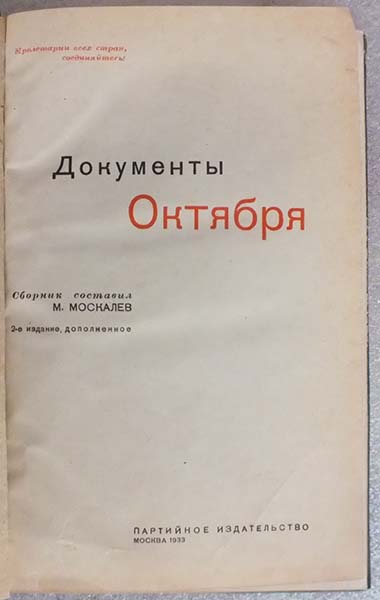 Пролетарии всех стран,
соединяйтесь!
Документы
Октября
Сборник составил
М. МОСКАЛЕВ
2-е издание, дополненное
ПАРТИЙНОЕ ИЗДАТЕЛЬСТВО
МОСКВА 1933